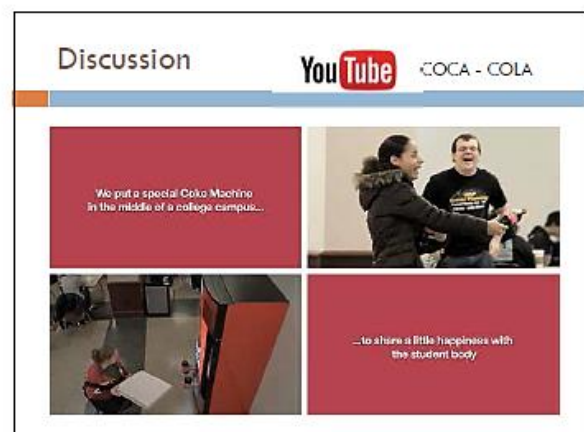 Discussion
YouTube
COCA - COLA
We put a special Coke Machine
in the middle of a college campus...
...to share a little happiness with
the student body